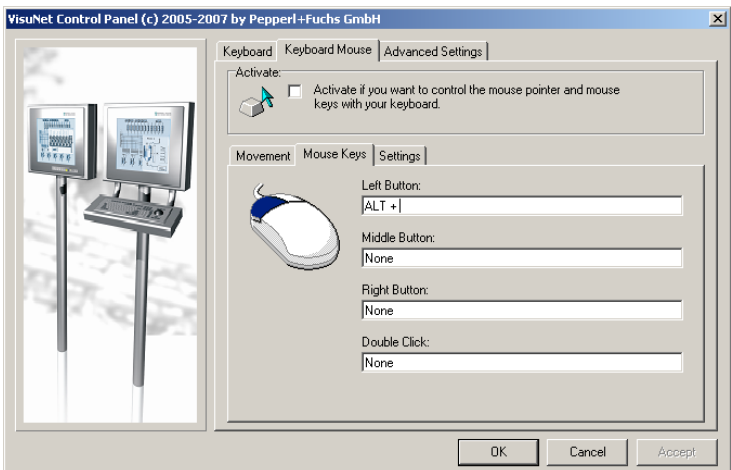 VisuNet Control Panel (c) 2005-2007 by Pepperl+Fuchs GmbH
Keyboard Keyboard Mouse Advanced Settings
Activate:
Activate if you want to control the mouse pointer and mouse
keys with your keyboard.
Movement Mouse Keys Settings
Left Button:
ALT +
Middle Button:
None
Right Button:
None
Double Click:
None
OK Cancel Accept